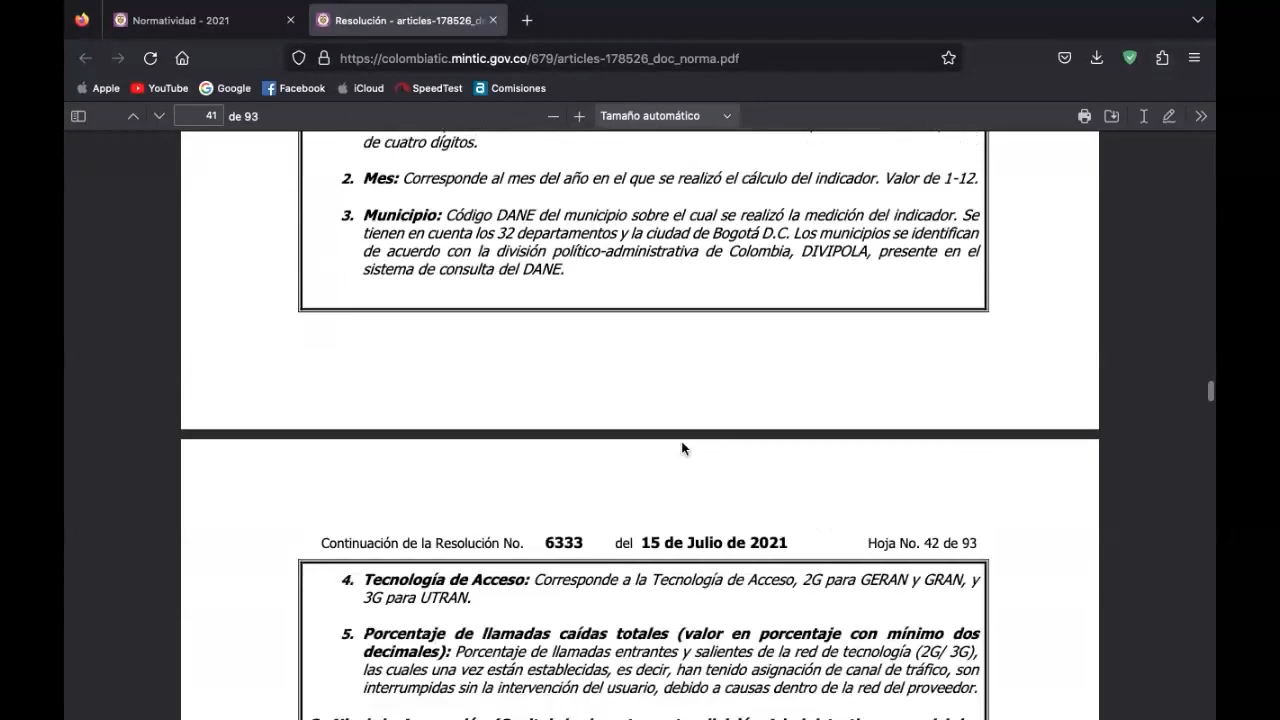 Normatividad - 2021
Resolución - articles-178526_d
https://colombiatic.mintic.gov.co/679/articles-178526_doc_norma.pdf
Apple YouTube Google Facebook iCloud SpeedTest Comisiones
41 de 93 Tamaño automático
de cuatro dígitos.
2. Mes: Corresponde al mes del año en el que se realizó el cálculo del indicador. Valor de 1-12.
3. Municipio: Código DANE del municipio sobre el cual se realizó la medición del indicador. Se
tienen en cuenta los 32 departamentos y la ciudad de Bogotá D.C. Los municipios se identifican
de acuerdo con la división político-administrativa de Colombia, DIVIPOLA, presente en el
sistema de consulta del DANE.
Continuación de la Resolución No. 6333 del 15 de Julio de 2021 Hoja No. 42 de 93
4. Tecnología de Acceso: Corresponde a la Tecnología de Acceso, 2G para GERAN y GRAN, y
3G para UTRAN.
5. Porcentaje de llamadas caídas totales (valor en porcentaje con mínimo dos
decimales): Porcentaje de llamadas entrantes y salientes de la red de tecnología (2G/ 3G),
las cuales una vez están establecidas, es decir, han tenido asignación de canal de tráfico, son
interrumpidas sin la intervención del usuario, debido a causas dentro de la red del proveedor.